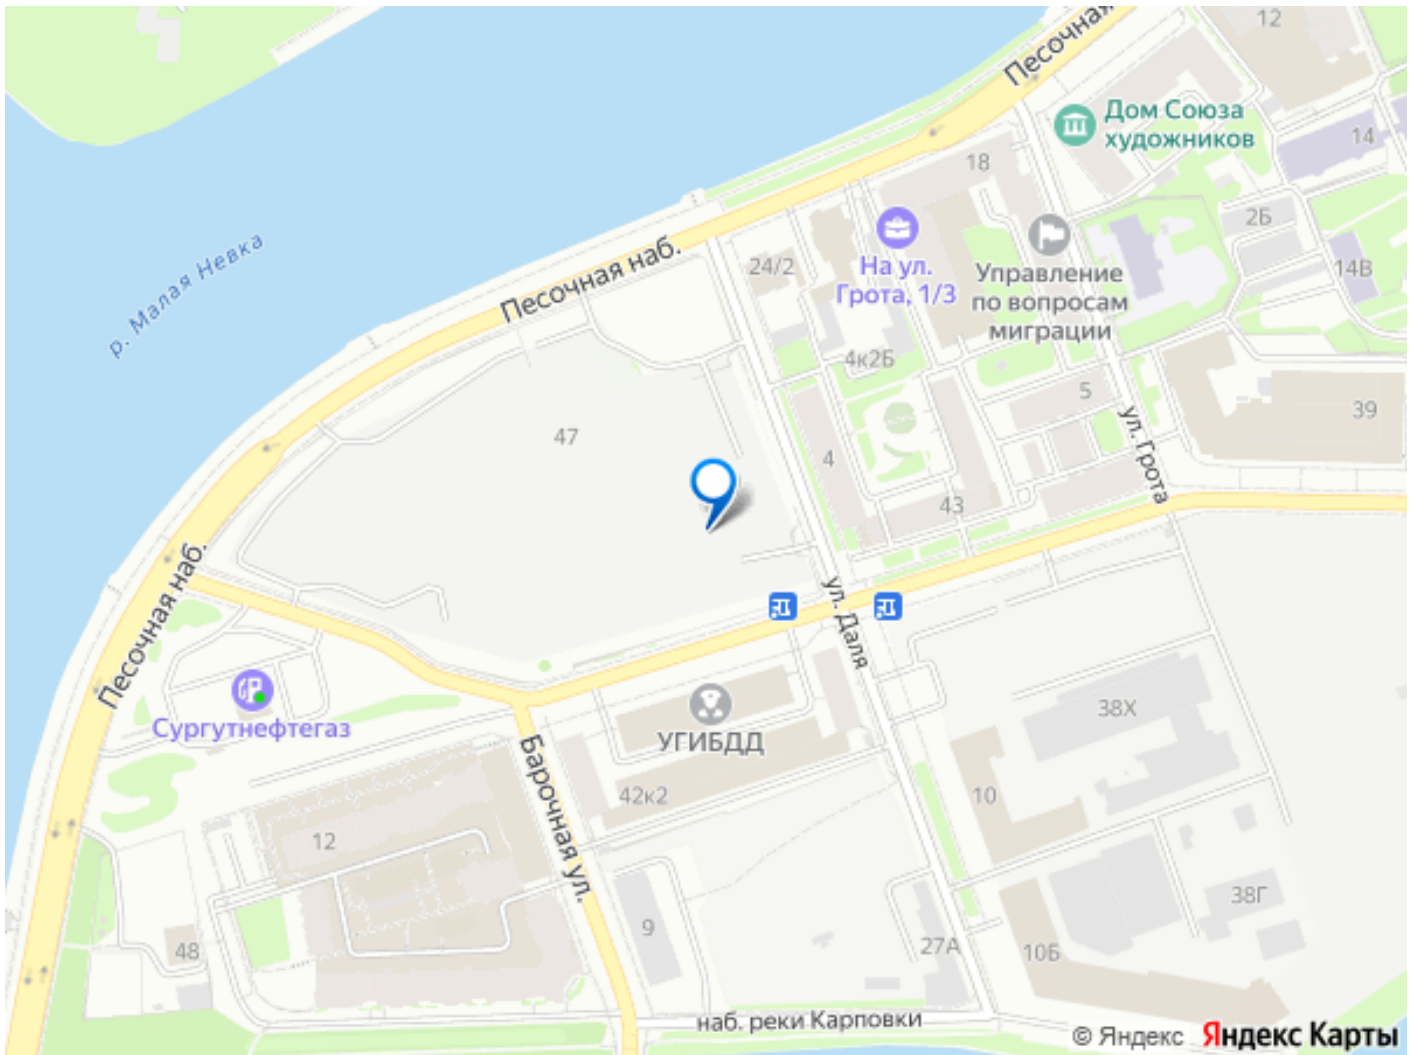 Песочная
12
Дом Союза
художников
14
18
2Б
р. Малая Невка
Песочная наб.
24/2
На ул.
Грота, 1/3
Управление
по вопросам
миграции
14В
4к2Б
5
39
47
4
ул. Грота
43
Песочная наб.
ул. Даля
Сургутнефтегаз
УГИБДД
38Х
Барочная ул.
42к2
10
12
38Г
9
48
27А
10Б
наб. реки Карповки
© Яндекс Яндекс Карты